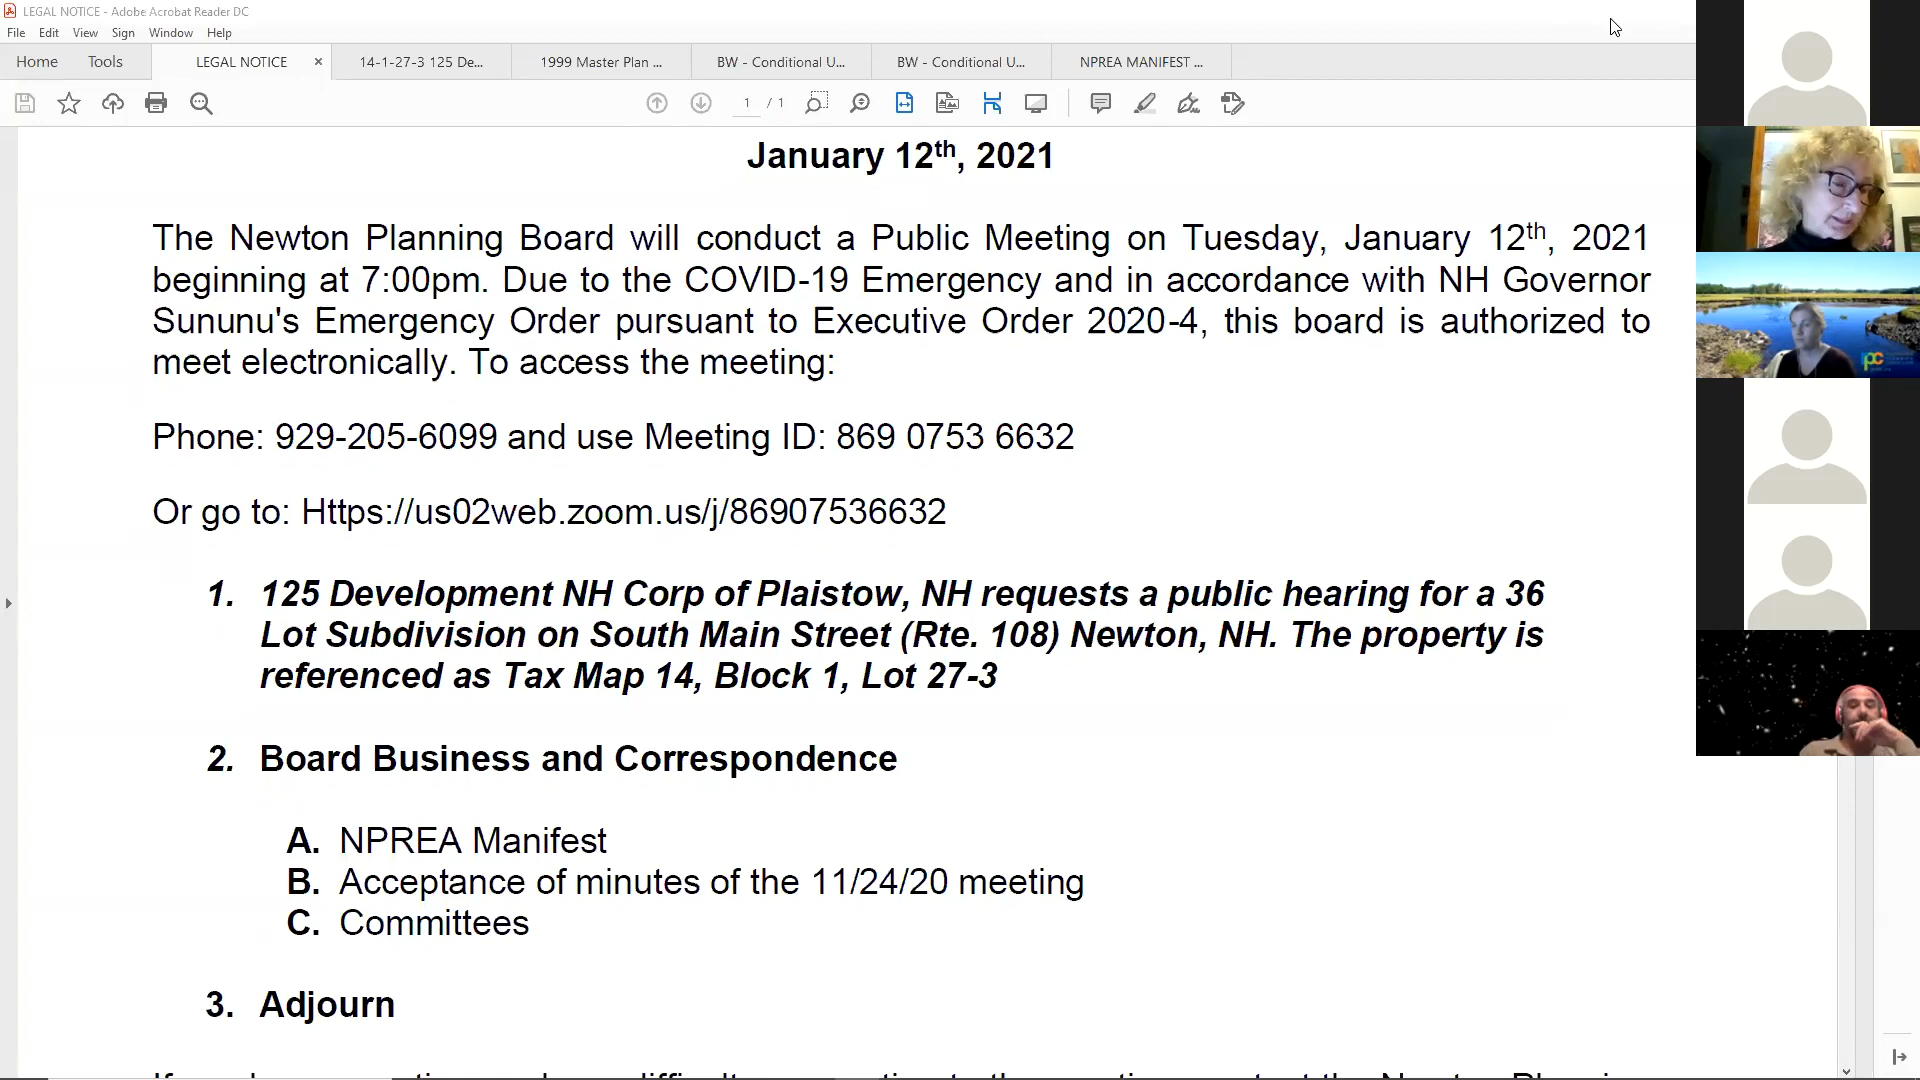 LEGAL NOTICE - Adobe Acrobat Reader DC
File Edit View Sign Window Help
Home Tools LEGAL NOTICE × 14-1-27-3 125 De... 1999 Master Plan ... BW - Conditional U... BW - Conditional U... NPREA MANIFEST ...
1 / 1
January 12th, 2021
The Newton Planning Board will conduct a Public Meeting on Tuesday, January 12th, 2021
beginning at 7:00pm. Due to the COVID-19 Emergency and in accordance with NH Governor
Sununu's Emergency Order pursuant to Executive Order 2020-4, this board is authorized to
meet electronically. To access the meeting:
Phone: 929-205-6099 and use Meeting ID: 869 0753 6632
Or go to: Https://us02web.zoom.us/j/86907536632
1. 125 Development NH Corp of Plaistow, NH requests a public hearing for a 36
Lot Subdivision on South Main Street (Rte. 108) Newton, NH. The property is
referenced as Tax Map 14, Block 1, Lot 27-3
2. Board Business and Correspondence
A. NPREA Manifest
B. Acceptance of minutes of the 11/24/20 meeting
C. Committees
3. Adjourn